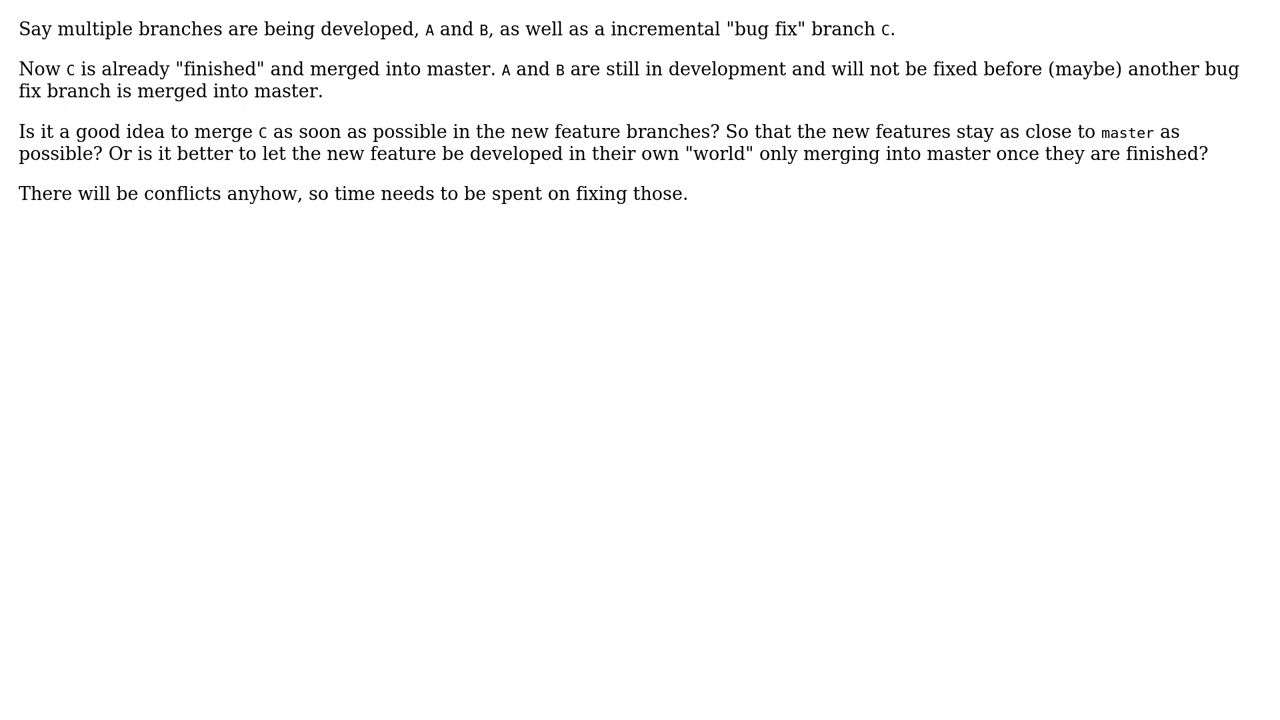 Say multiple branches are being developed, A and B, as well as a incremental "bug fix" branch C.
Now C is already "finished" and merged into master. A and B are still in development and will not be fixed before (maybe) another bug
fix branch is merged into master.
Is it a good idea to merge C as soon as possible in the new feature branches? So that the new features stay as close to master as
possible? Or is it better to let the new feature be developed in their own "world" only merging into master once they are finished?
There will be conflicts anyhow, so time needs to be spent on fixing those.